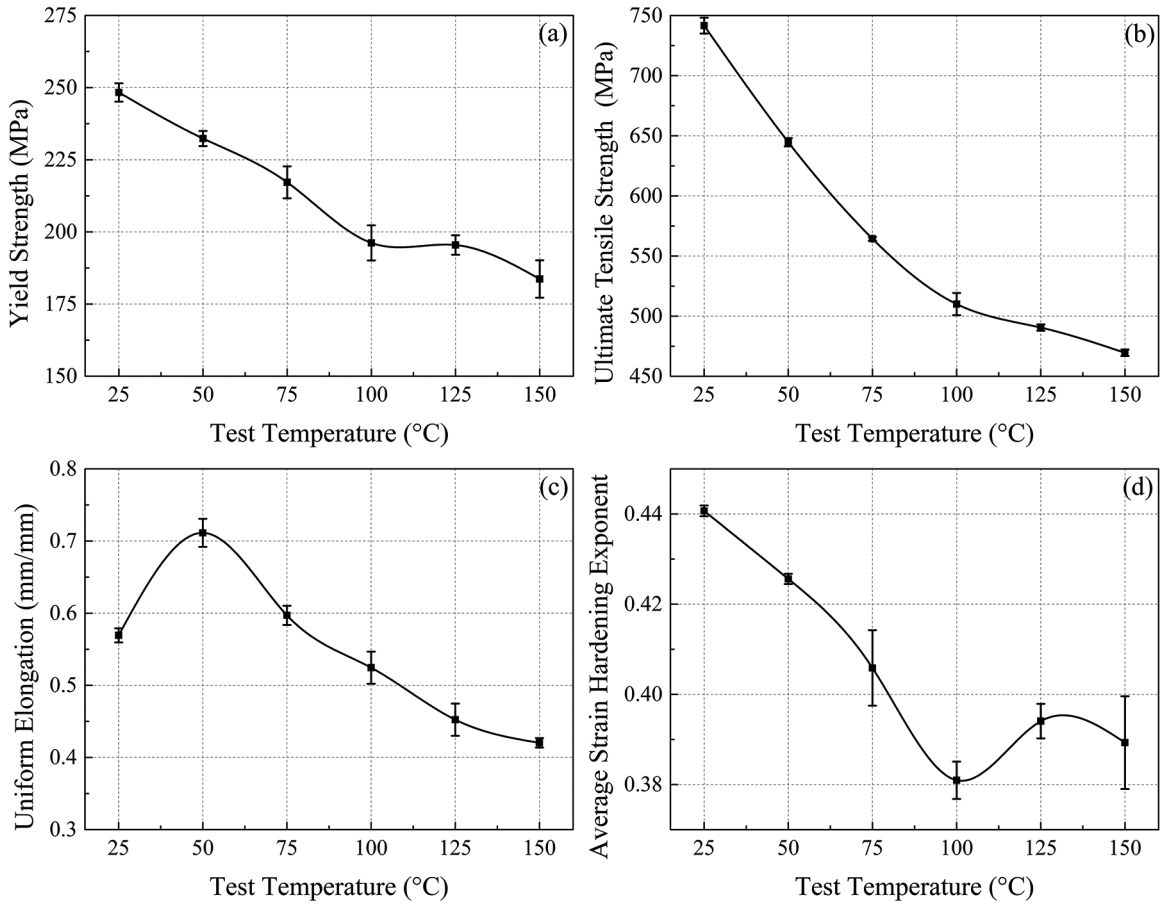 (a)
Yield Strength (MPa)
275
250
225
200
175
150
25 50 75 100 125 150
Test Temperature (°C)
(b)
Ultimate Tensile Strength (MPa)
750
700
650
600
550
500
450
25 50 75 100 125 150
Test Temperature (°C)
(c)
Uniform Elongation (mm/mm)
0.8
0.7
0.6
0.5
0.4
0.3
25 50 75 100 125 150
Test Temperature (°C)
(d)
Average Strain Hardening Exponent
0.44
0.42
0.40
0.38
25 50 75 100 125 150
Test Temperature (°C)